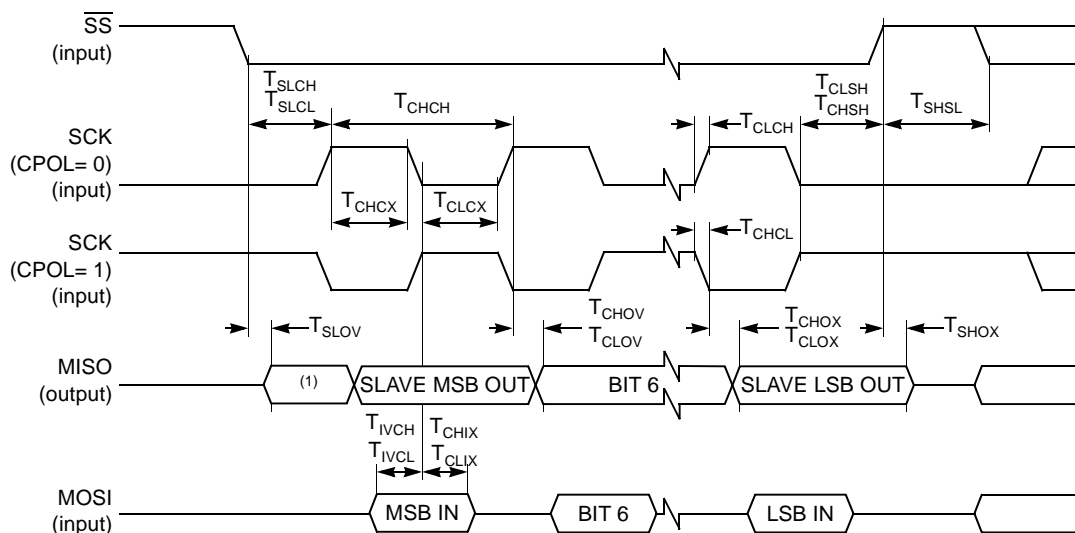 SS
(input)
TSLCH
TSLCL
TCHCH
TCLSH
TCHSH
TSHSL
SCK
(CPOL= 0)
(input)
TCLCH
TCHCX
TCLCX
SCK
(CPOL= 1)
(input)
TCHCL
TSLOV
TCHOV
TCLOV
TCHOX
TCLOX
TSHOX
MISO
(output)
(1)
SLAVE MSB OUT
BIT 6
SLAVE LSB OUT
TIVCH
TIVCL
TCHIX
TCLIX
MOSI
(input)
MSB IN
BIT 6
LSB IN